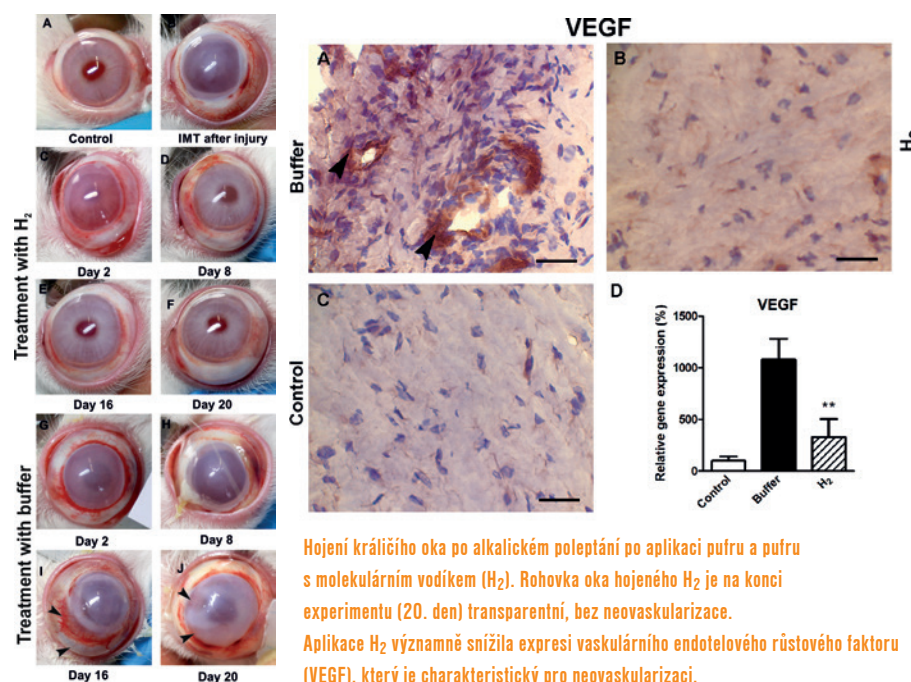 A
B
Control
IMT after injury
C
D
Day 2
Day 8
E
F
Day 16
Day 20
Treatment with H₂
G
H
Day 2
Day 8
I
J
Day 16
Day 20
Treatment with buffer
VEGF
A
Buffer
B
C
Control
D
VEGF
Relative gene expression (%)
1500
1000
500
0
**
Control
Buffer
H₂
Hojení králičího oka po alkalickém poleptání po aplikaci pufru a pufru
s molekulárním vodíkem (H₂). Rohovka oka hojeného H₂ je na konci
experimentu (20. den) transparentní, bez neovaskularizace.
Aplikace H₂ významně snížila expresi vaskulárního endotelového růstového faktoru
(VEGF), který je charakteristický pro neovaskularizaci.